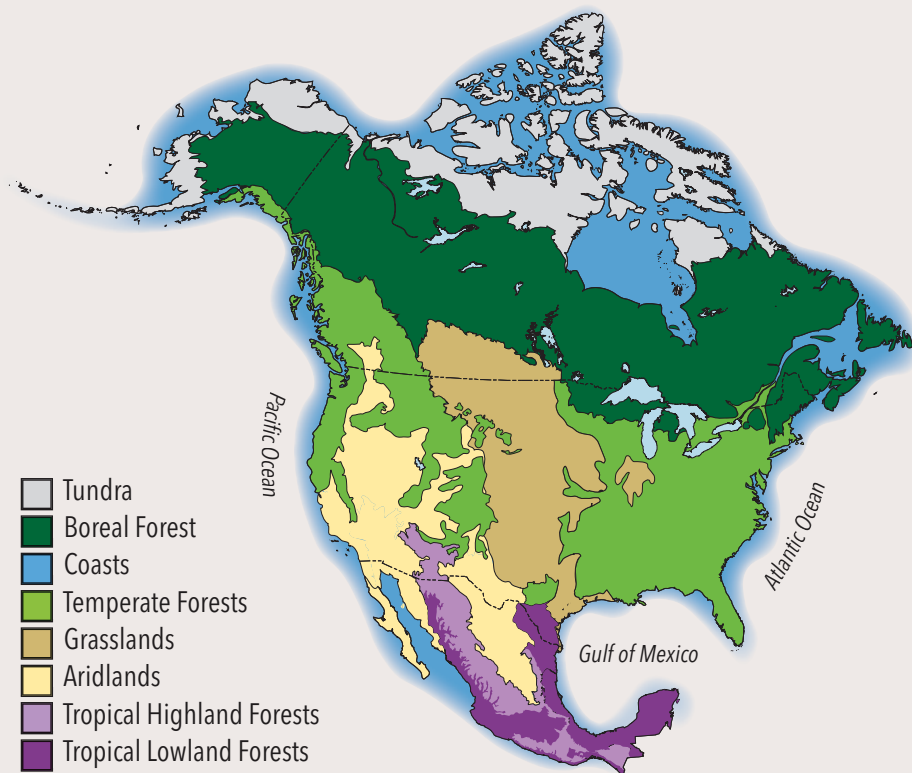 Pacific Ocean
Atlantic Ocean
Gulf of Mexico
Tundra
Boreal Forest
Coasts
Temperate Forests
Grasslands
Aridlands
Tropical Highland Forests
Tropical Lowland Forests